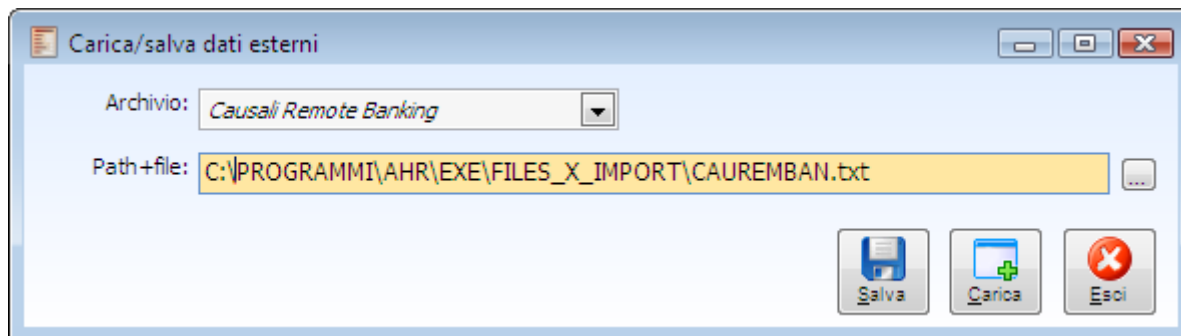 Carica/salva dati esterni
Archivio: Causali Remote Banking
Path+file: C:\PROGRAMMI\AHR\EXE\FILES_X_IMPORT\CAUREMBAN.txt ...
Salva Carica Esci